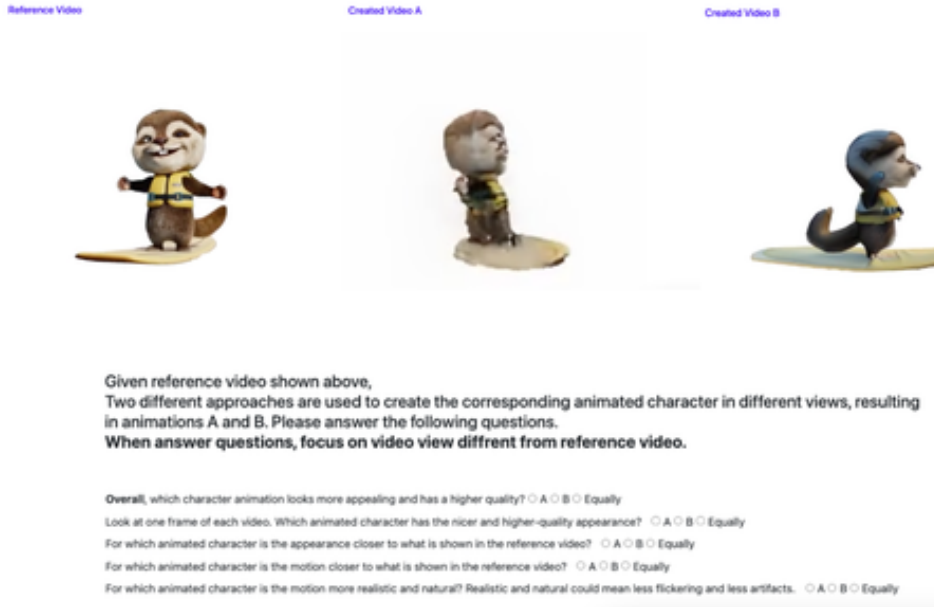 Reference Video
Created Video A
Created Video B
Given reference video shown above,
Two different approaches are used to create the corresponding animated character in different views, resulting
in animations A and B. Please answer the following questions.
When answer questions, focus on video view diffrent from reference video.
Overall, which character animation looks more appealing and has a higher quality? A B Equally
Look at one frame of each video. Which animated character has the nicer and higher-quality appearance? A B Equally
For which animated character is the appearance closer to what is shown in the reference video? A B Equally
For which animated character is the motion closer to what is shown in the reference video? A B Equally
For which animated character is the motion more realistic and natural? Realistic and natural could mean less flickering and less artifacts. A B Equally